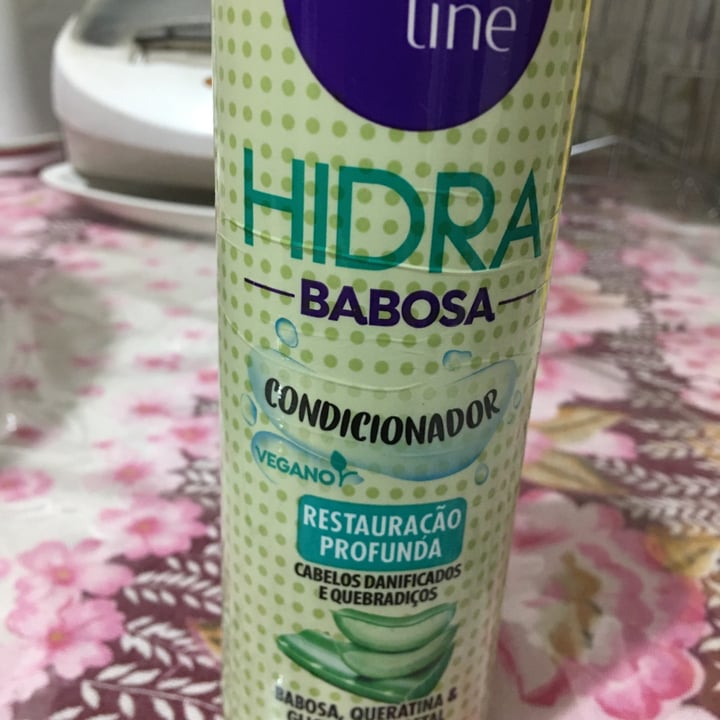 line
HIDRA
BABOSA
CONDICIONADOR
VEGANO
RESTAURAÇÃO
PROFUNDA
CABELOS DANIFICADOS
E QUEBRADIÇOS
BABOSA, QUERATINA &